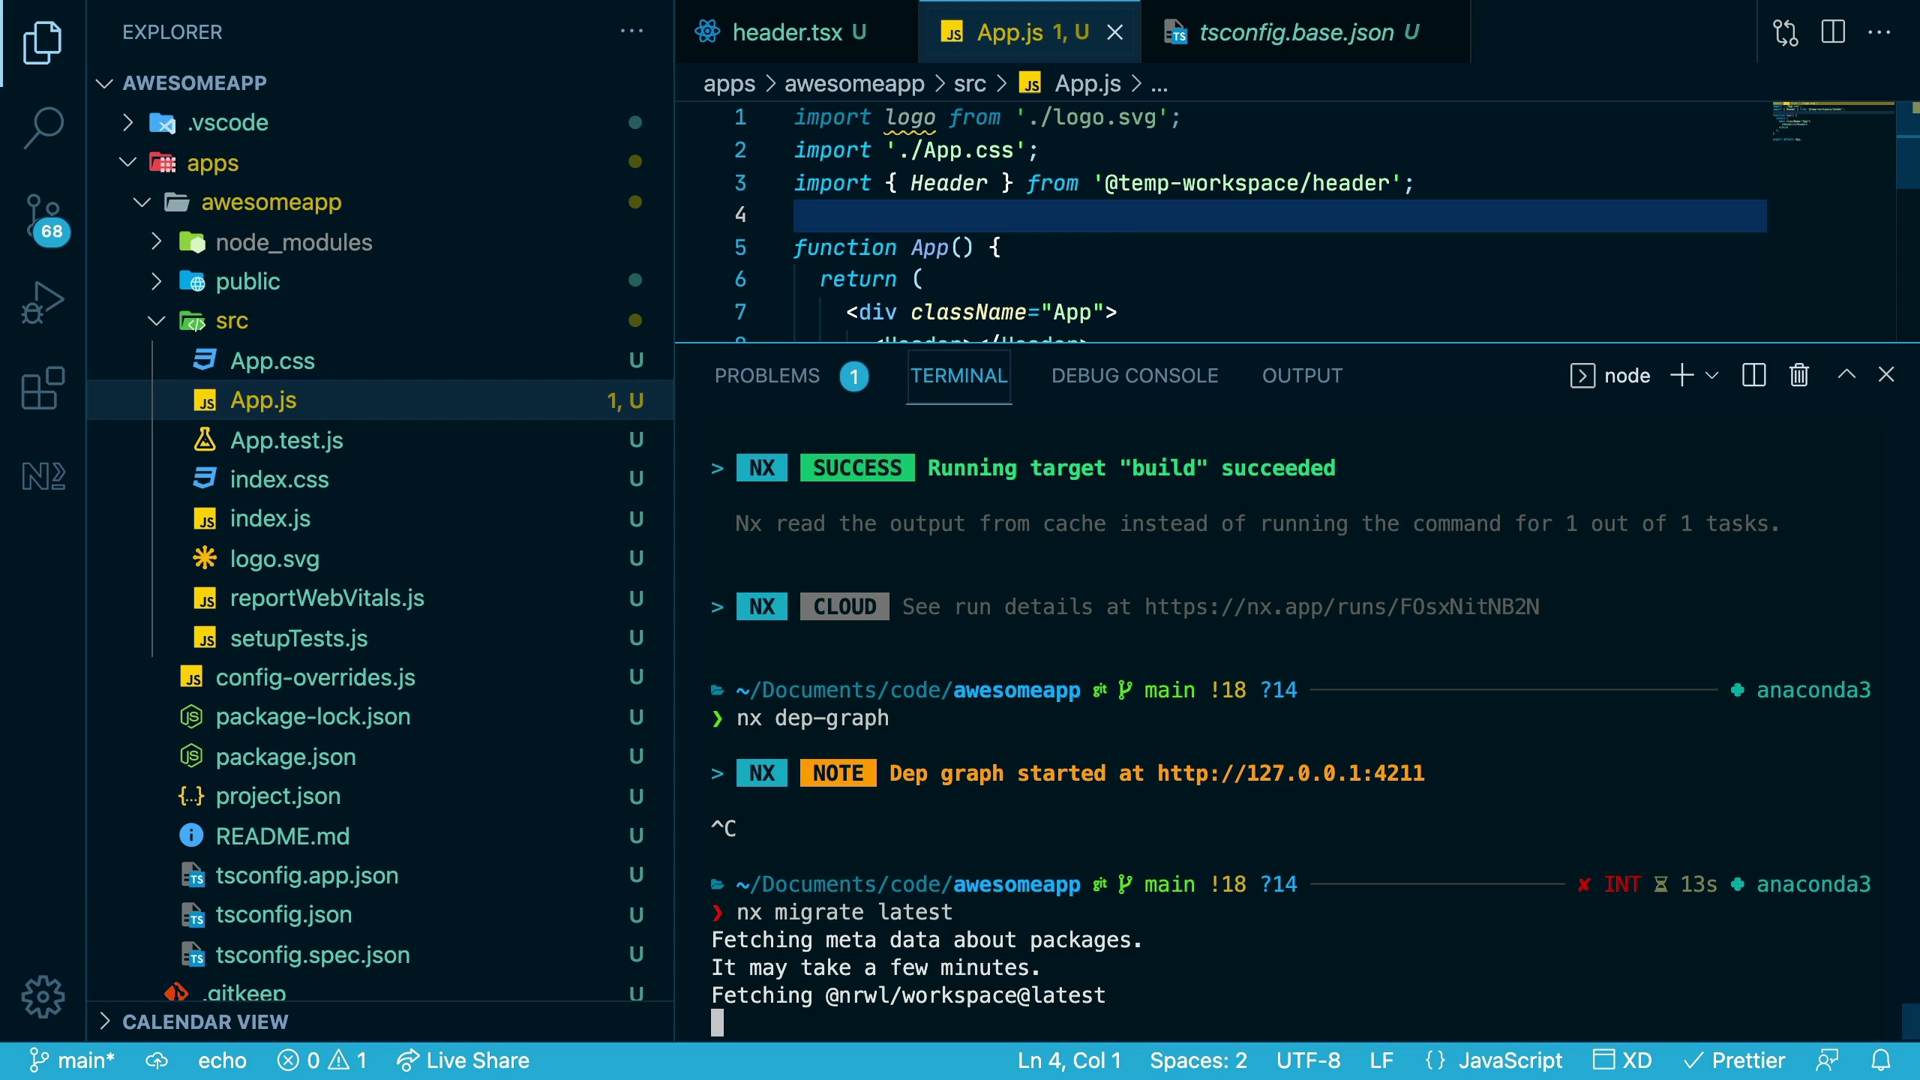 EXPLORER
AWESOMEAPP
.vscode
apps
awesomeapp
node_modules
public
src
App.css U
App.js 1, U
App.test.js U
index.css U
index.js U
logo.svg U
reportWebVitals.js U
setupTests.js U
config-overrides.js U
package-lock.json U
package.json U
project.json U
README.md U
tsconfig.app.json U
tsconfig.json U
tsconfig.spec.json U
.gitkeep U
CALENDAR VIEW
68
header.tsx U
App.js 1, U
tsconfig.base.json U
apps > awesomeapp > src > App.js > ...
1 import logo from './logo.svg';
2 import './App.css';
3 import { Header } from '@temp-workspace/header';
4
5 function App() {
6 return (
7 <div className="App">
8 <Header></Header>
PROBLEMS 1 TERMINAL DEBUG CONSOLE OUTPUT node
> NX SUCCESS Running target "build" succeeded
Nx read the output from cache instead of running the command for 1 out of 1 tasks.
> NX CLOUD See run details at https://nx.app/runs/FOsxNitNB2N
~/Documents/code/awesomeapp git main !18 ?14 anaconda3
❯ nx dep-graph
> NX NOTE Dep graph started at http://127.0.0.1:4211
^C
~/Documents/code/awesomeapp git main !18 ?14 ✘ INT 13s anaconda3
❯ nx migrate latest
Fetching meta data about packages.
It may take a few minutes.
Fetching @nrwl/workspace@latest
main* echo 0 1 Live Share Ln 4, Col 1 Spaces: 2 UTF-8 LF {} JavaScript XD ✓ Prettier